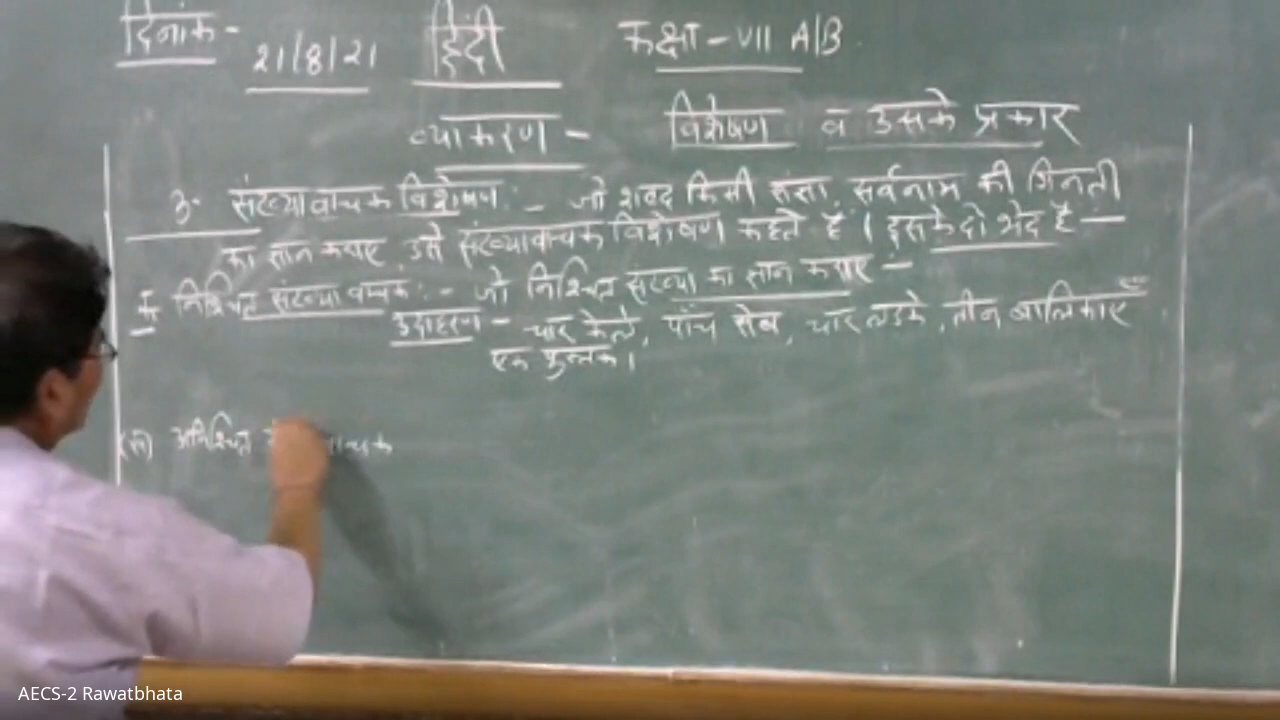 दिनांक- 21/8/21 हिंदी कक्षा - VII A/B
व्याकरण - विशेषण व उसके प्रकार
3. संख्यावाचक विशेषण :- जो शब्द किसी संज्ञा, सर्वनाम की गिनती
का ज्ञान कराए उसे संख्यावाचक विशेषण कहते हैं। इसके दो भेद है -
क निश्चित संख्या वाचक :- जो निश्चित संख्या का ज्ञान कराए -
उदाहरण - चार केले, पांच सेब, चार लडके, तीन बालिकाएं
एक पुस्तक।
(ख) अनिश्चित वाचक
AECS-2 Rawatbhata